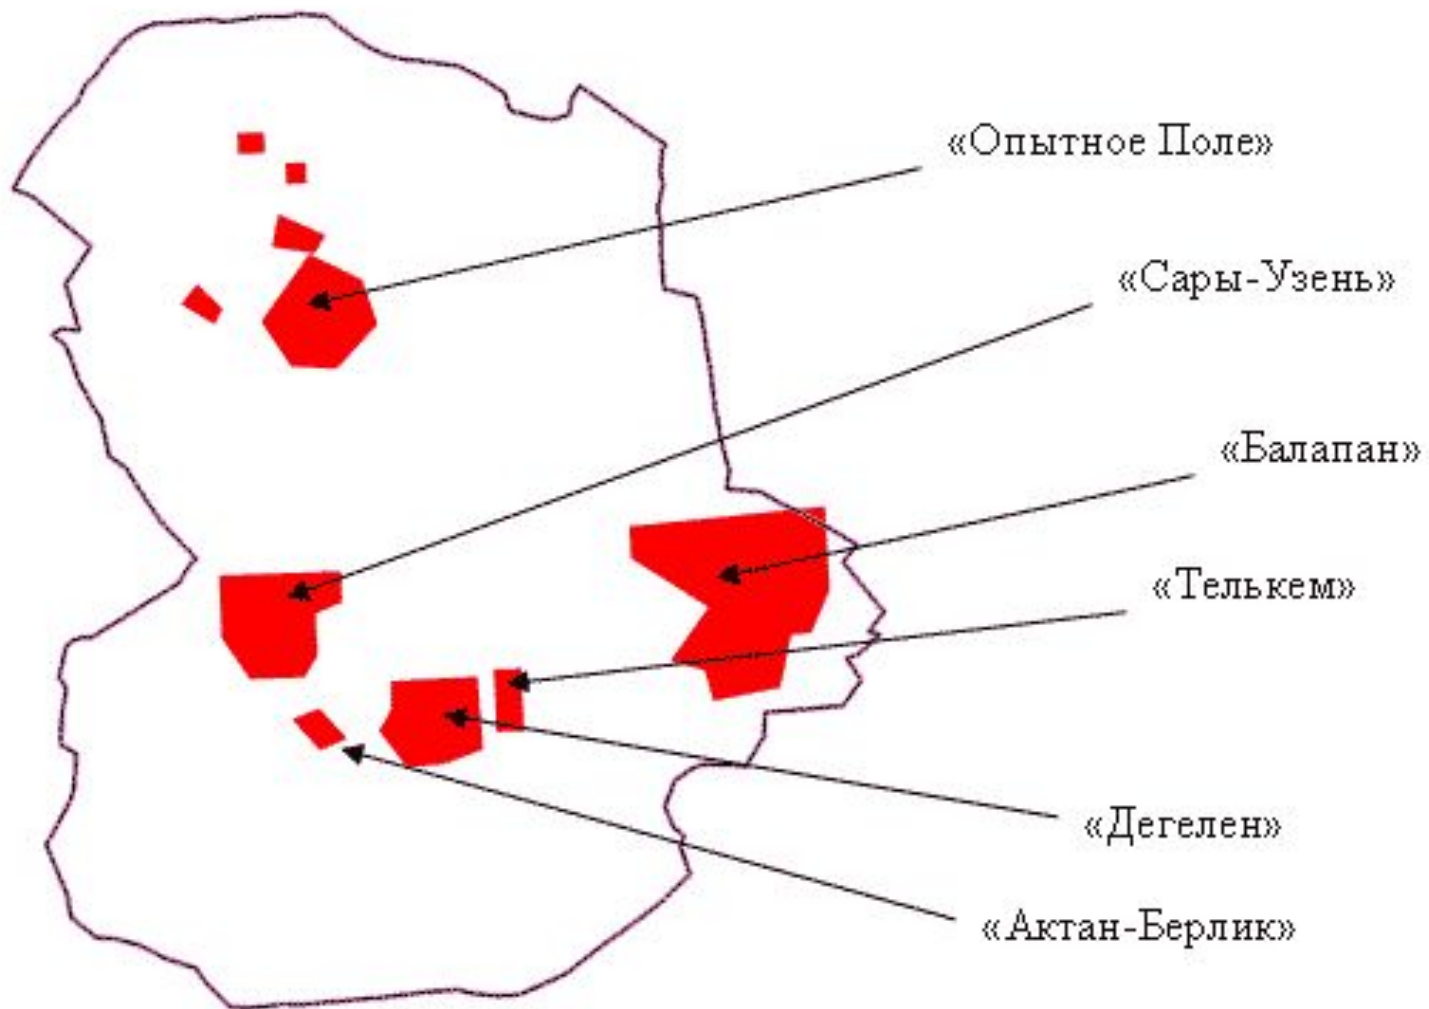 «Опытное Поле»
«Сары-Узень»
«Балапан»
«Телькем»
«Дегелен»
«Актан-Берлик»